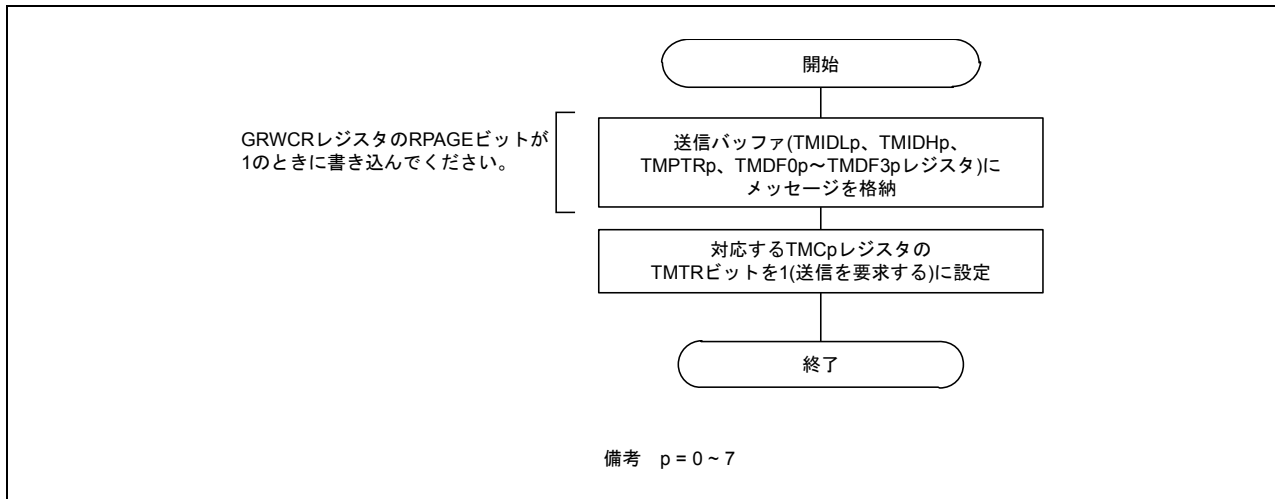 開始
GRWCRレジスタのRPAGEビットが
1のときに書き込んでください。
送信バッファ(TMIDLp、TMIDHp、
TMPTRp、TMDF0p～TMDF3pレジスタ)に
メッセージを格納
対応するTMCpレジスタの
TMTRビットを1(送信を要求する)に設定
終了
備考 p = 0 ~ 7